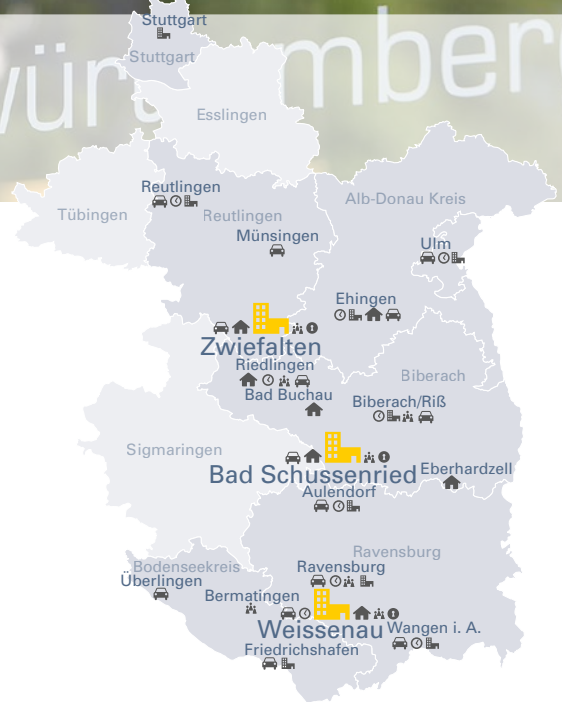 Stuttgart
Stuttgart
Esslingen
Reutlingen
Alb-Donau Kreis
Tübingen
Reutlingen
Münsingen
Ulm
Ehingen
Zwiefalten
Riedlingen
Biberach
Bad Buchau
Biberach/Riß
Sigmaringen
Bad Schussenried
Eberhardzell
Aulendorf
Ravensburg
Bodenseekreis
Ravensburg
Überlingen
Bermatingen
Weissenau
Wangen i. A.
Friedrichshafen